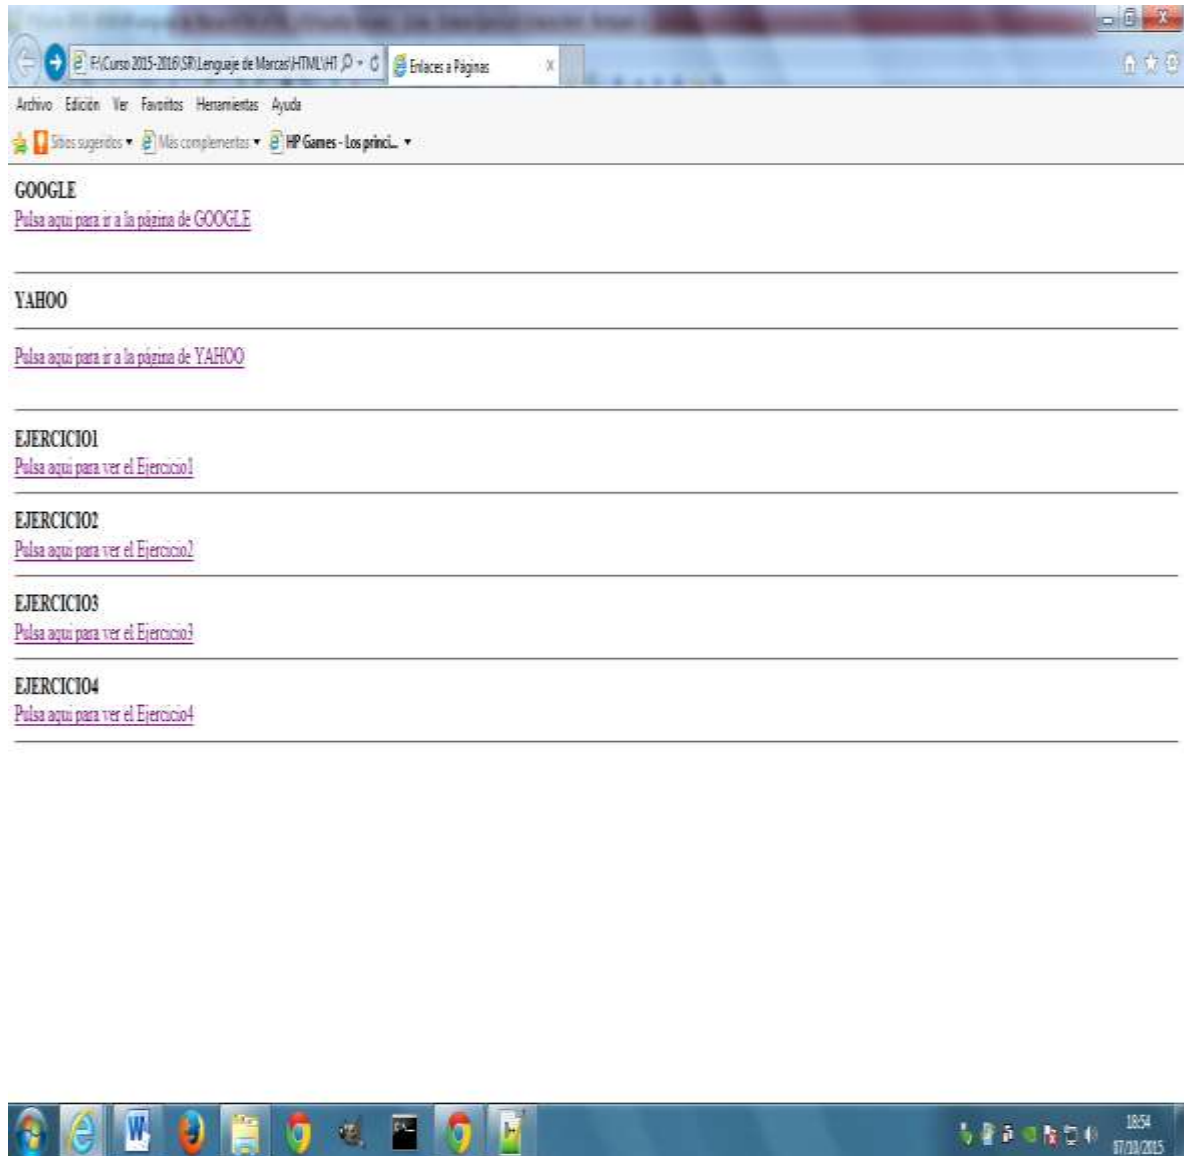 F:\Curso 2015-2016\SR\Lenguaje de Marcas\HTML\HT
Enlaces a Páginas
Archivo Edición Ver Favoritos Herramientas Ayuda
Sitios sugeridos Más complementos HP Games - Los princi...
GOOGLE
Pulsa aqui para ir a la página de GOOGLE
YAHOO
Pulsa aqui para ir a la página de YAHOO
EJERCICIO1
Pulsa aqui para ver el Ejercicio1
EJERCICIO2
Pulsa aqui para ver el Ejercicio2
EJERCICIO3
Pulsa aqui para ver el Ejercicio3
EJERCICIO4
Pulsa aqui para ver el Ejercicio4
18:54
07/10/2015